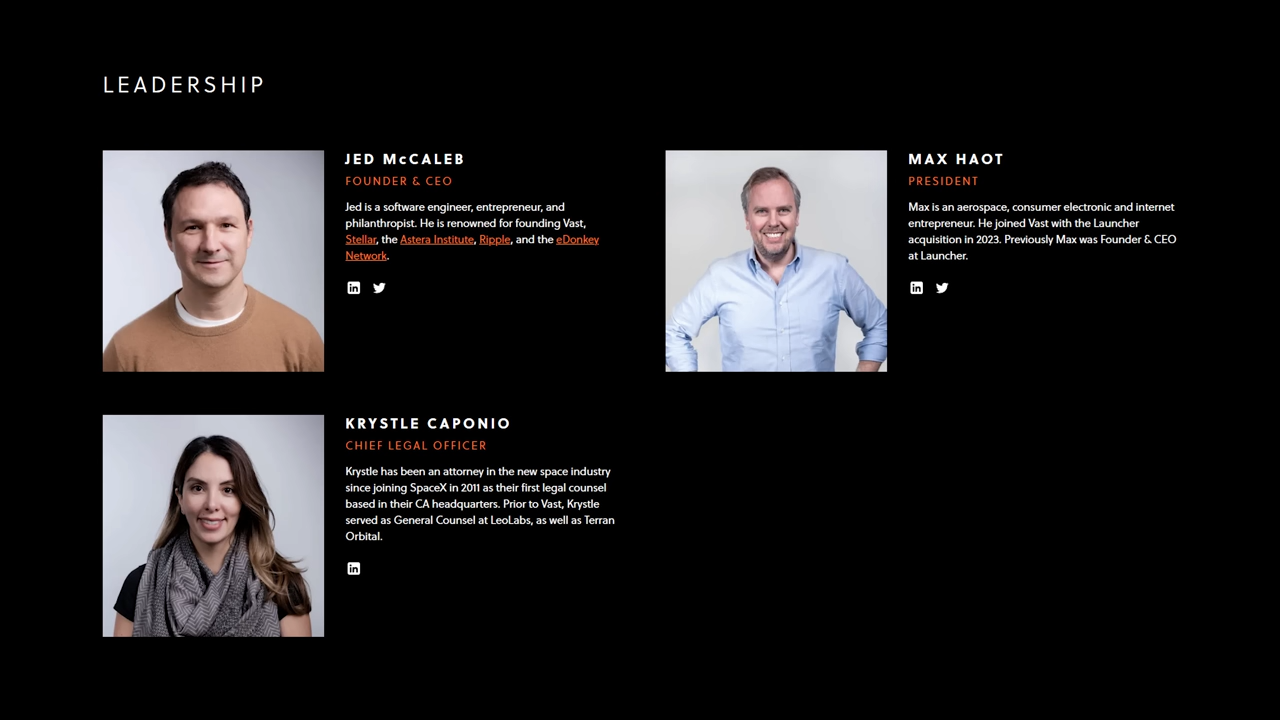 LEADERSHIP
JED McCALEB
FOUNDER & CEO
Jed is a software engineer, entrepreneur, and
philanthropist. He is renowned for founding Vast,
Stellar, the Astera Institute, Ripple, and the eDonkey
Network.
MAX HAOT
PRESIDENT
Max is an aerospace, consumer electronic and internet
entrepreneur. He joined Vast with the Launcher
acquisition in 2023. Previously Max was Founder & CEO
at Launcher.
KRYSTLE CAPONIO
CHIEF LEGAL OFFICER
Krystle has been an attorney in the new space industry
since joining SpaceX in 2011 as their first legal counsel
based in their CA headquarters. Prior to Vast, Krystle
served as General Counsel at LeoLabs, as well as Terran
Orbital.